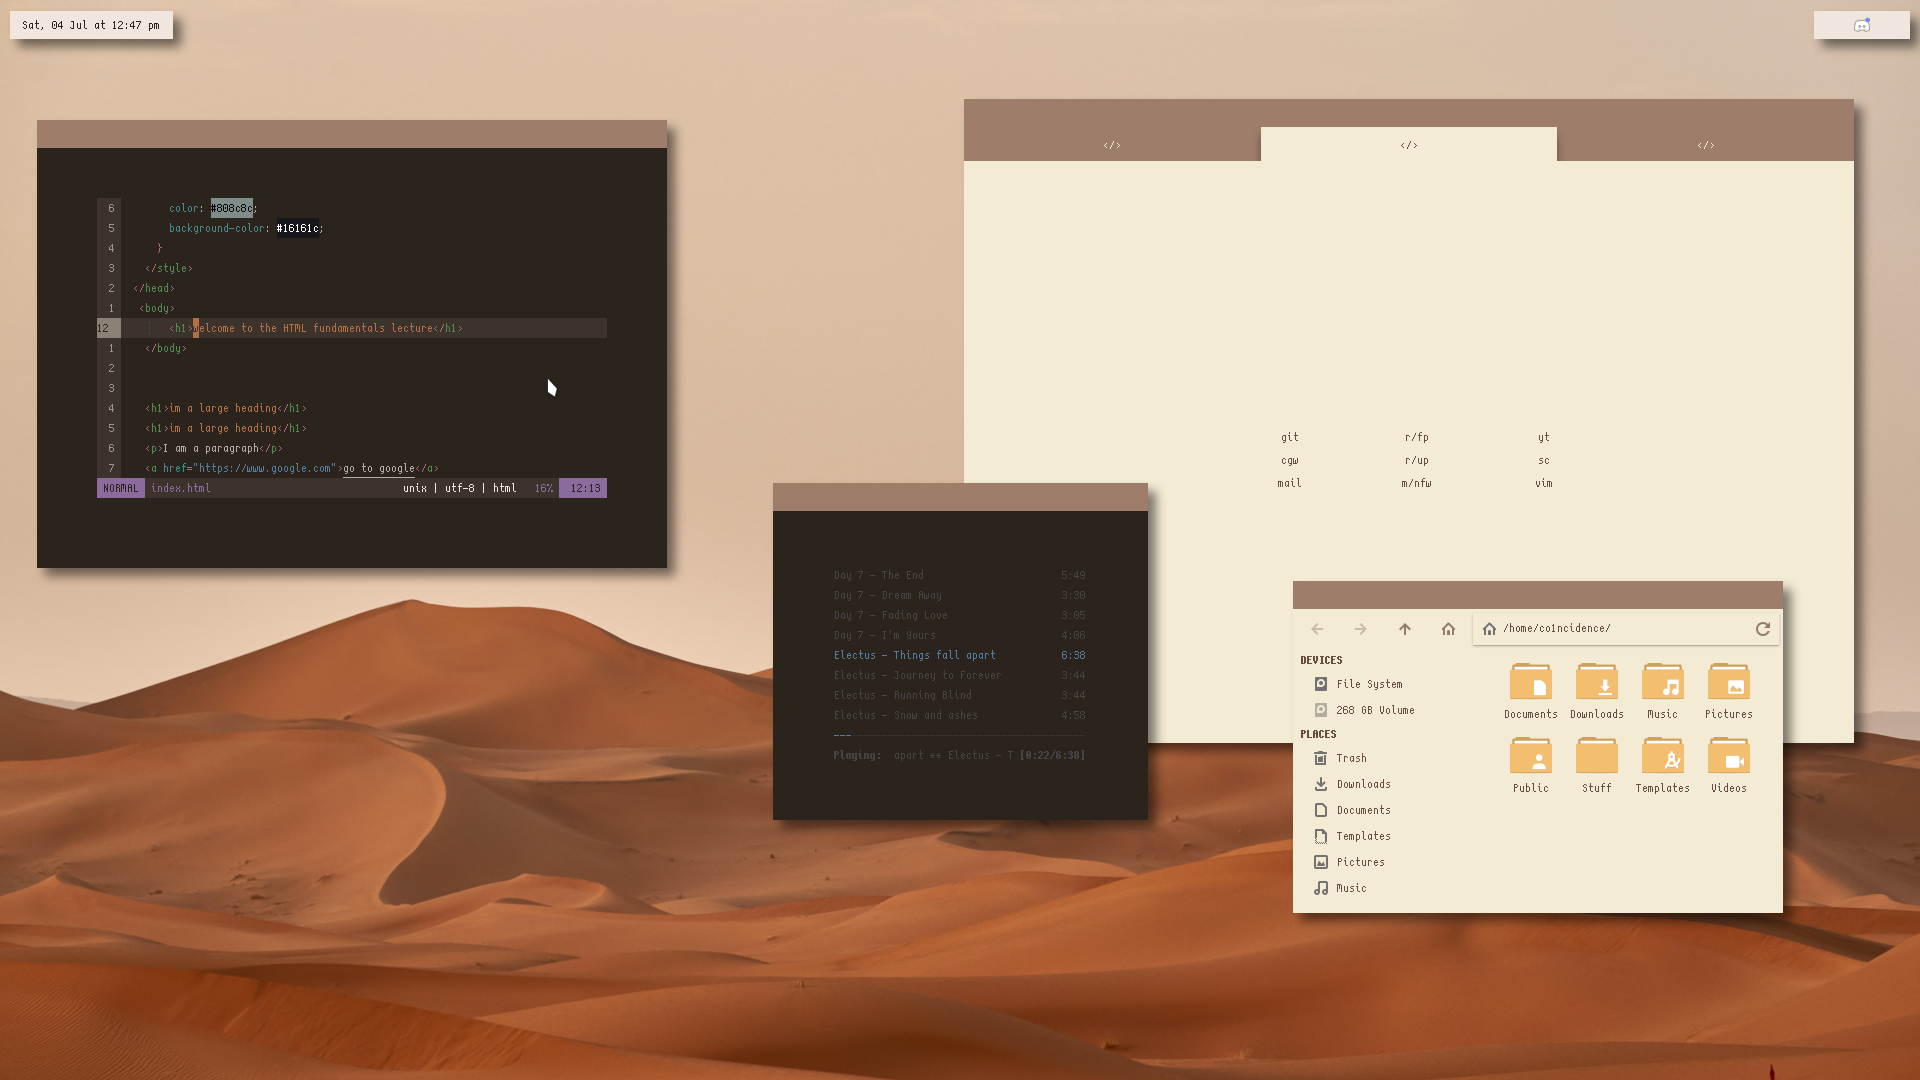 Sat, 04 Jul at 12:47 pm
6 color: #808c8c;
5 background-color: #16161c;
4 }
3 </style>
2 </head>
1 <body>
12 <h1>Welcome to the HTML fundamentals lecture</h1>
1 </body>
2
3
4 <h1>im a large heading</h1>
5 <h1>im a large heading</h1>
6 <p>I am a paragraph</p>
7 <a href="https://www.google.com">go to google</a>
NORMAL index.html unix | utf-8 | html 16% 12:13
</> </> </>
git r/fp yt
cgw r/up sc
mail m/nfw vim
Day 7 - The End 5:49
Day 7 - Dream Away 3:30
Day 7 - Fading Love 3:05
Day 7 - I'm Yours 4:06
Electus - Things fall apart 6:38
Electus - Journey to Forever 3:44
Electus - Running Blind 3:44
Electus - Snow and ashes 4:58
Playing: apart ** Electus - T [0:22/6:38]
/home/co1ncidence/
DEVICES
File System
268 GB Volume
PLACES
Trash
Downloads
Documents
Templates
Pictures
Music
Documents Downloads Music Pictures
Public Stuff Templates Videos